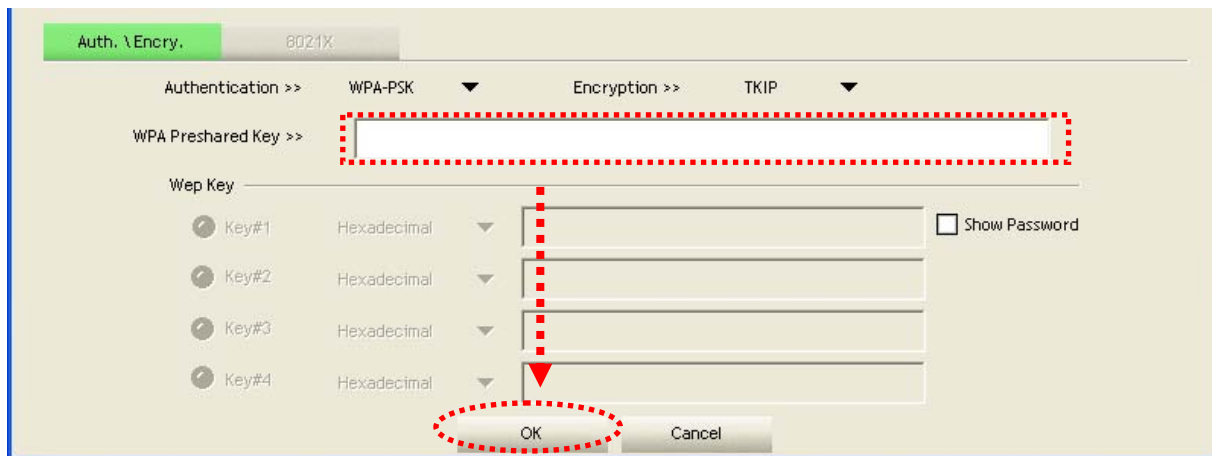 Auth. \ Encry. 8021X
Authentication >> WPA-PSK Encryption >> TKIP
WPA Preshared Key >>
Wep Key
Key#1 Hexadecimal Show Password
Key#2 Hexadecimal
Key#3 Hexadecimal
Key#4 Hexadecimal
OK Cancel